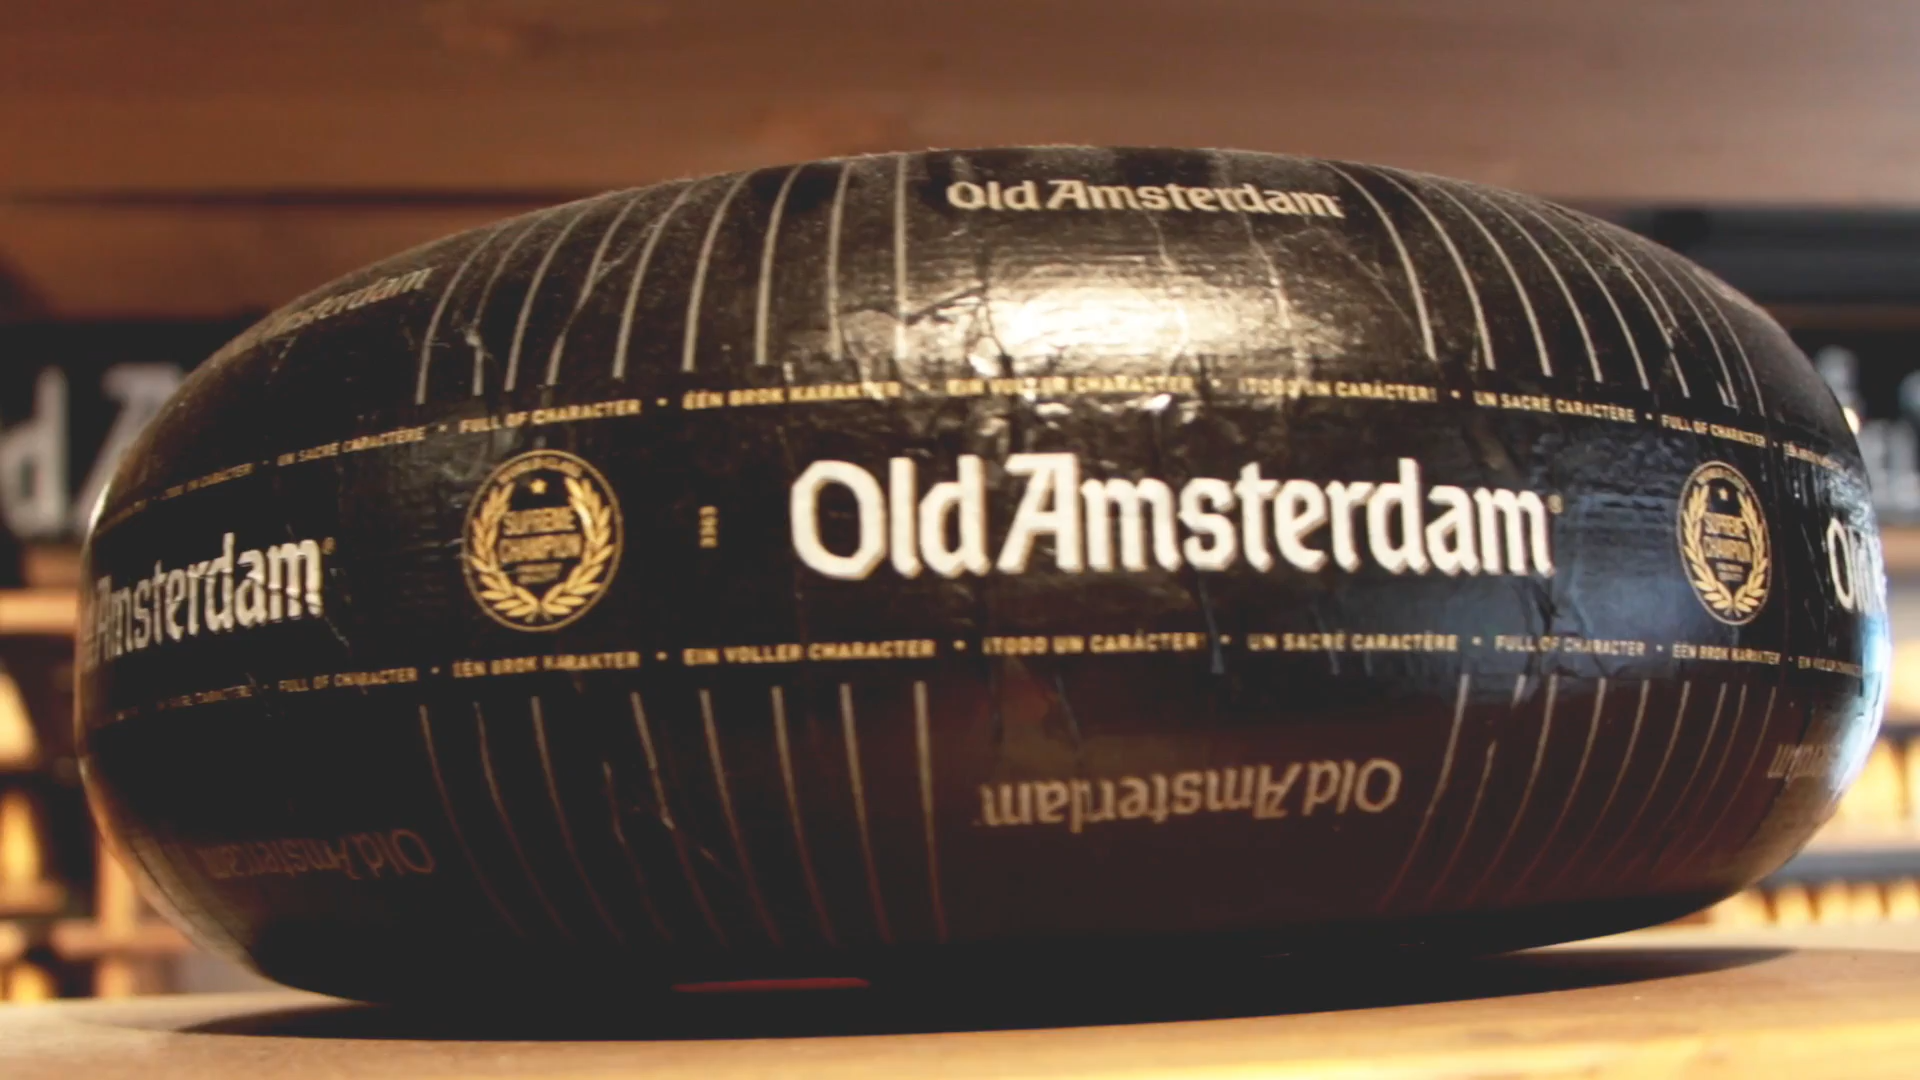 Old Amsterdam
Amsterdam
UN SACRÉ CARACTÈRE • FULL OF CHARACTER • ÉÉN BROK KARAKTER • EIN VOLLER CHARACTER • ¡TODO UN CARÁCTER! • UN SACRÉ CARACTÈRE • FULL OF CHARACTER
Amsterdam
SUPREME
CHAMPION
Old Amsterdam
SUPREME
CHAMPION
Old
FULL OF CHARACTER • ÉÉN BROK KARAKTER • EIN VOLLER CHARACTER • ¡TODO UN CARÁCTER! • UN SACRÉ CARACTÈRE • FULL OF CHARACTER • ÉÉN BROK KARAKTER
Old Amsterdam
Old Amsterdam